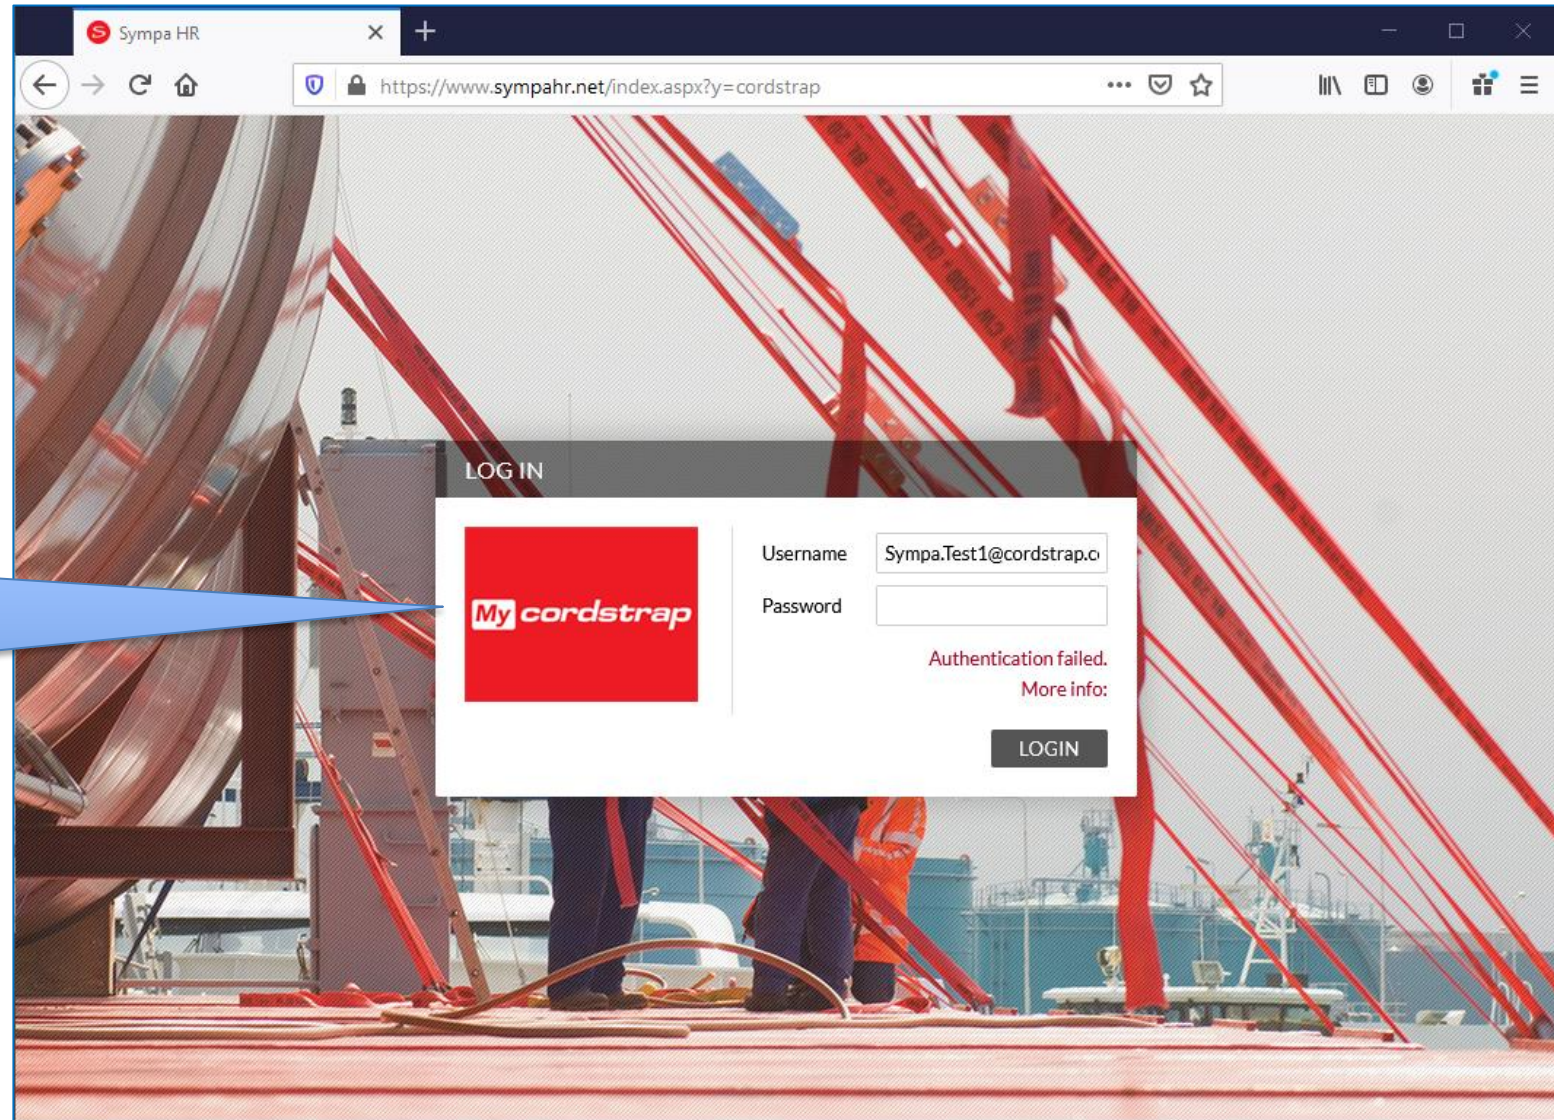 Sympa HR
https://www.sympahr.net/index.aspx?y=cordstrap
LOG IN
My cordstrap
Username
Sympa.Test1@cordstrap.c
Password
Authentication failed.
More info:
LOGIN